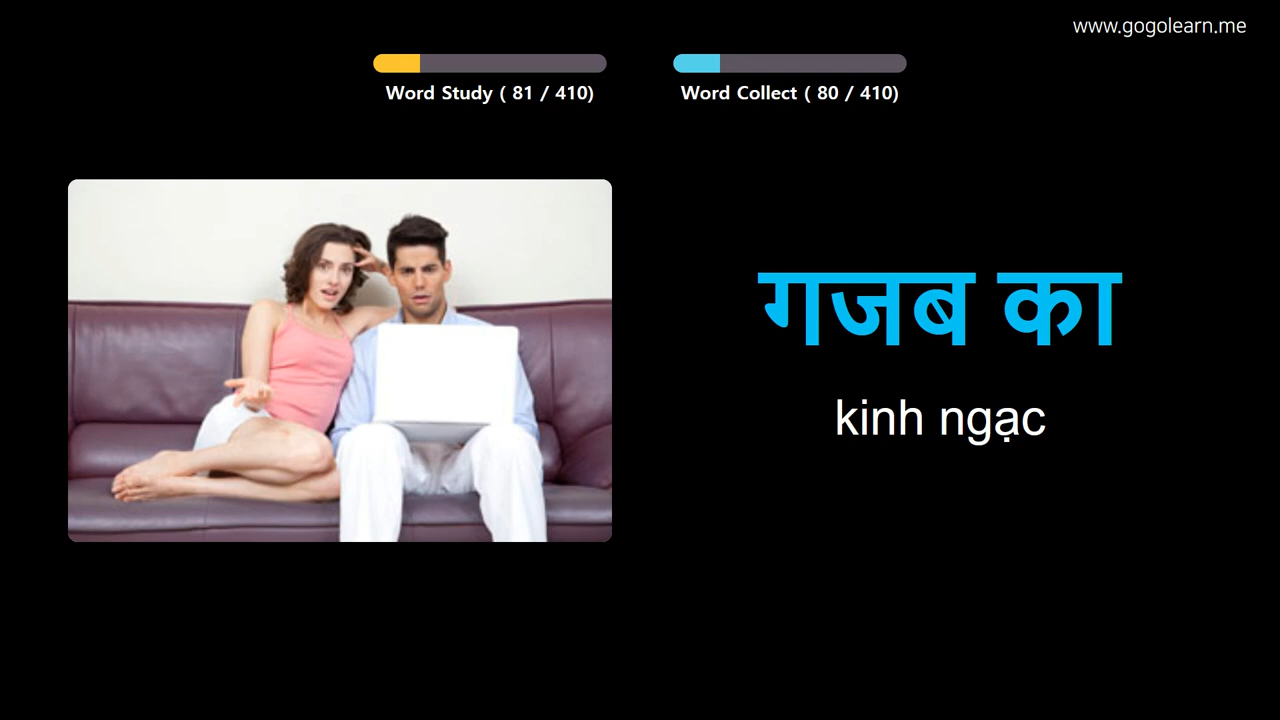 www.gogolearn.me
Word Study ( 81 / 410)
Word Collect ( 80 / 410)
गजब का
kinh ngạc